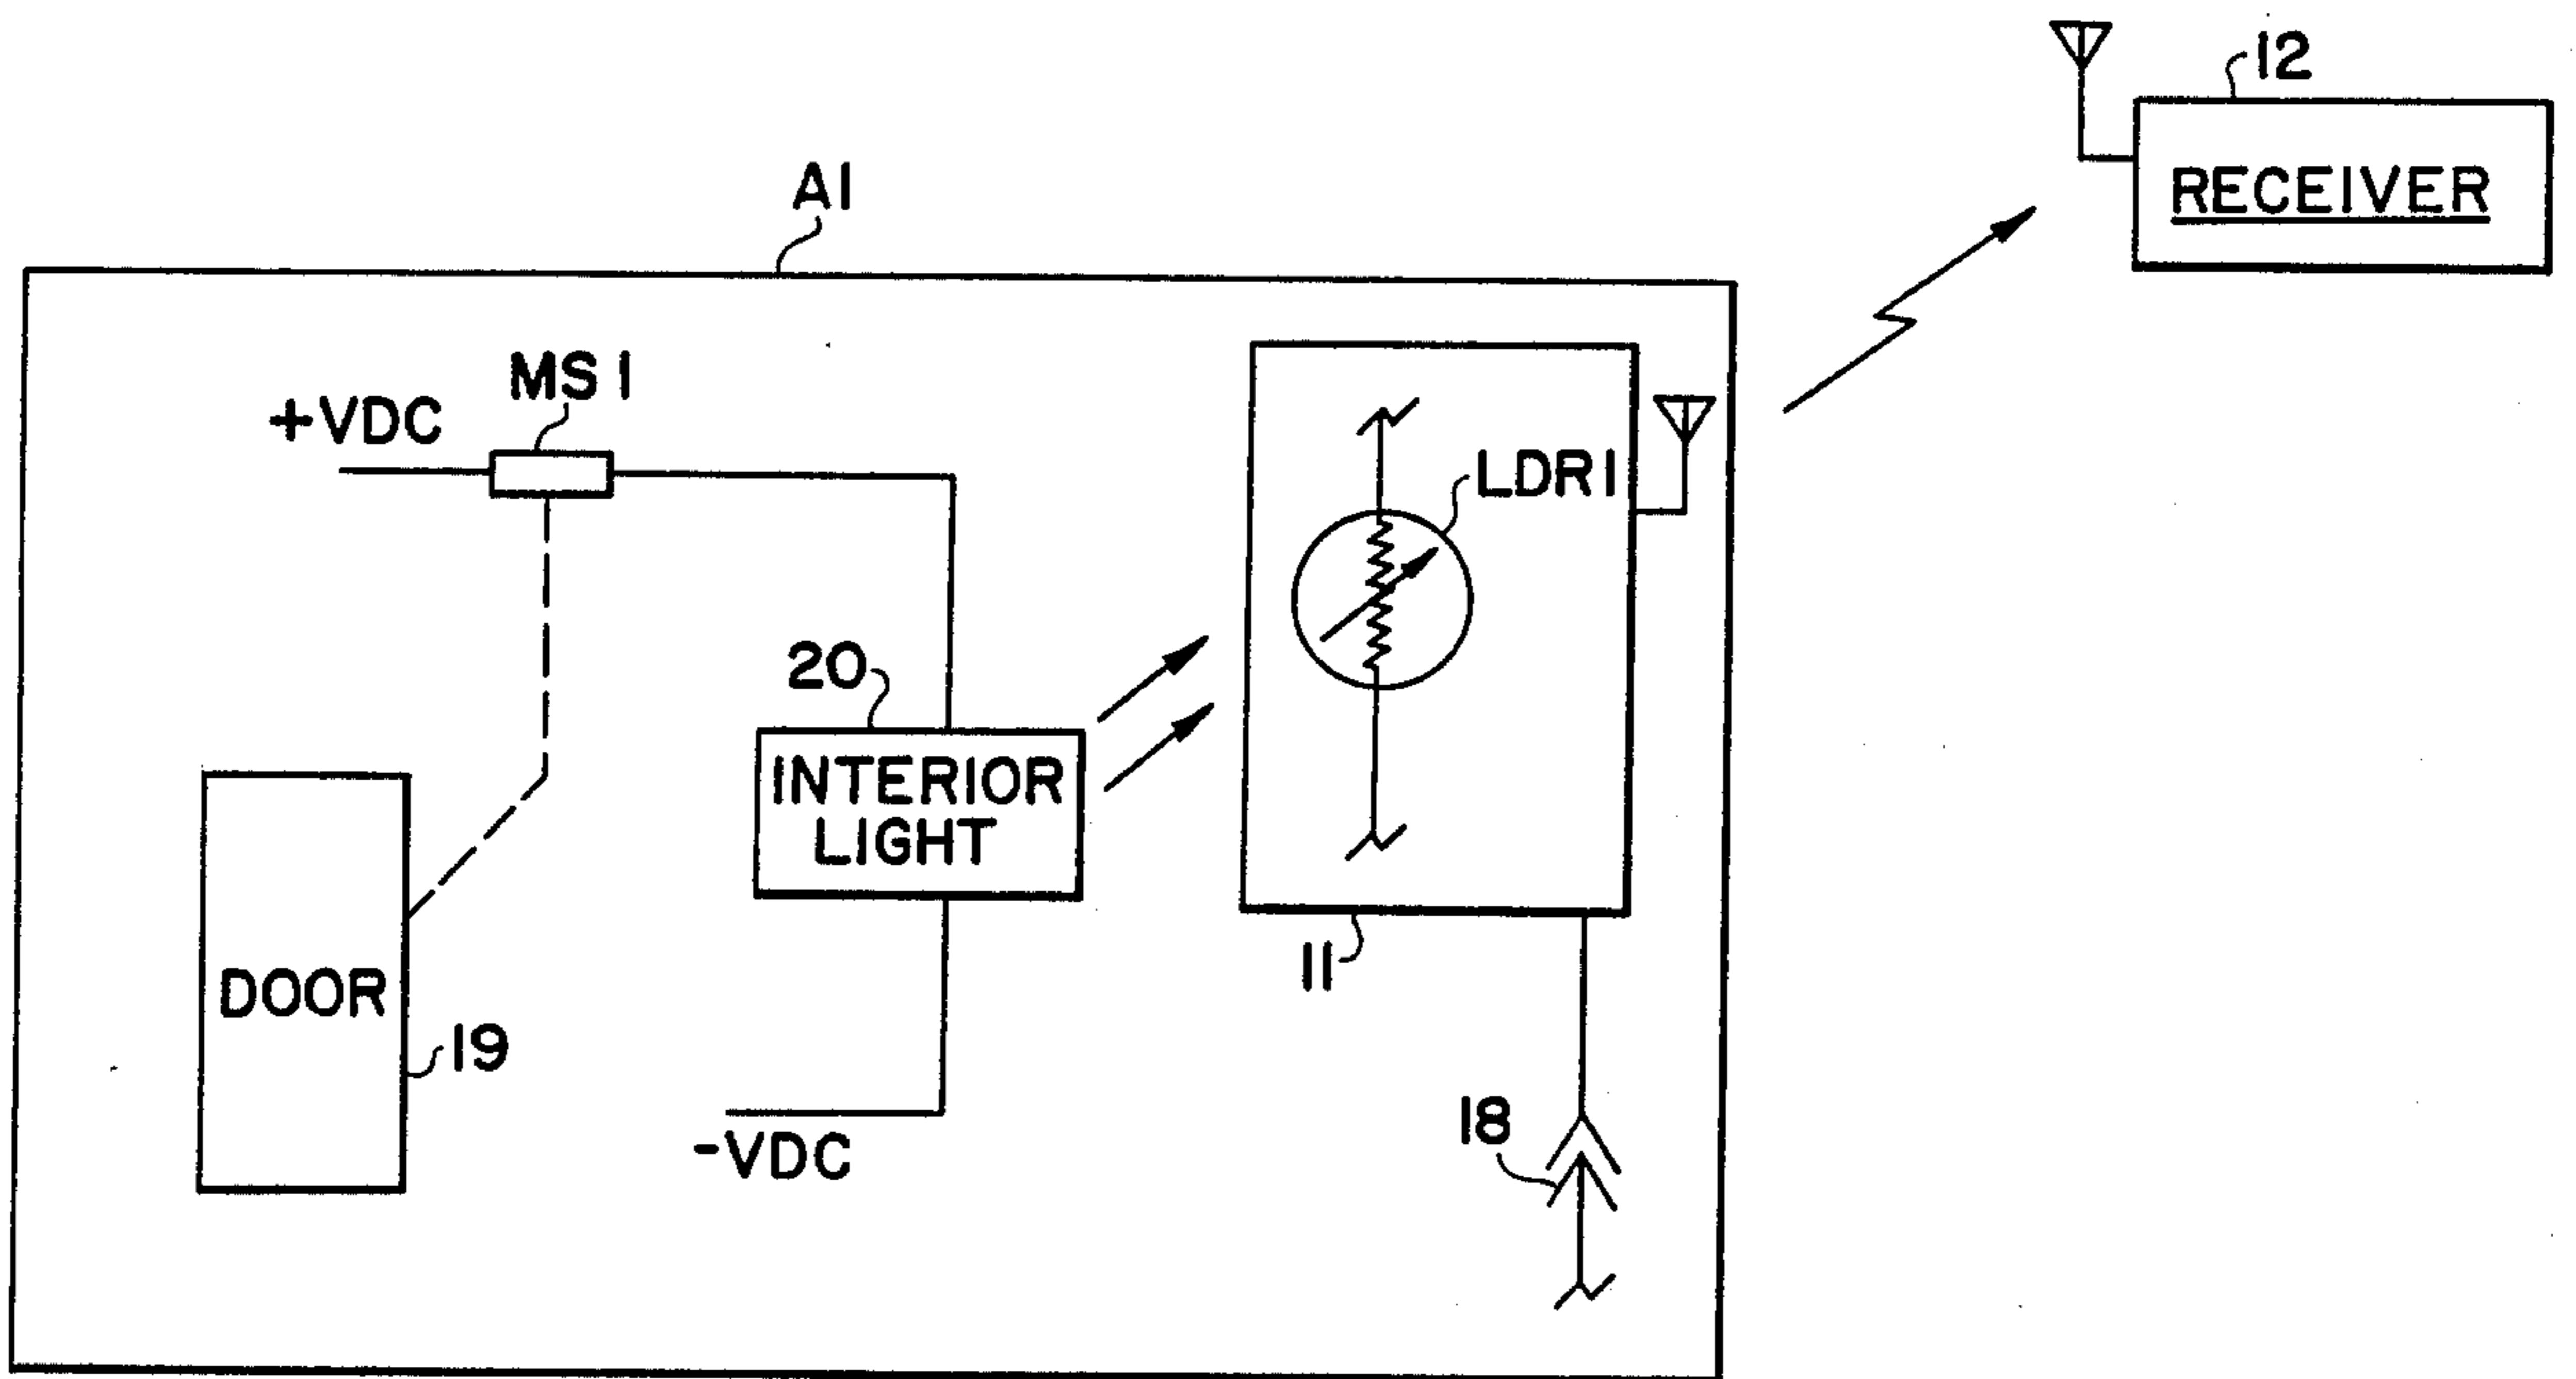 12
RECEIVER
A1
MS 1
+VDC
LDR1
20
INTERIOR
LIGHT
11
DOOR
19
-VDC
18